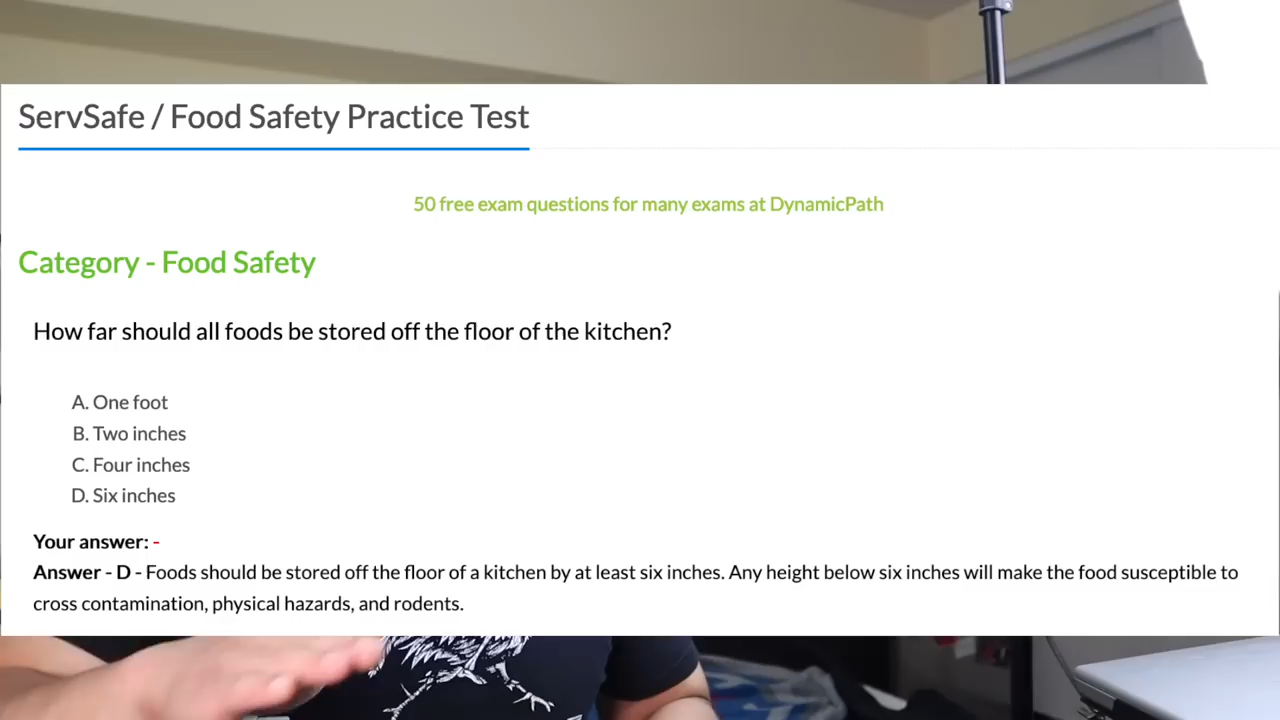 ServSafe / Food Safety Practice Test
50 free exam questions for many exams at DynamicPath
Category - Food Safety
How far should all foods be stored off the floor of the kitchen?
A. One foot
B. Two inches
C. Four inches
D. Six inches
Your answer: -
Answer - D - Foods should be stored off the floor of a kitchen by at least six inches. Any height below six inches will make the food susceptible to
cross contamination, physical hazards, and rodents.